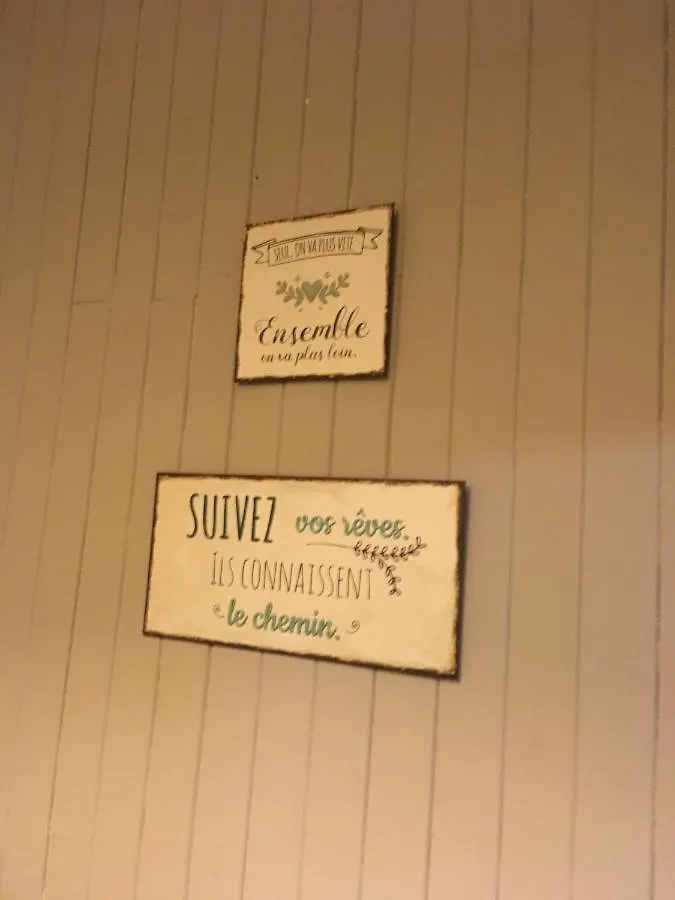 SEUL, ON VA PLUS VITE
Ensemble
on va plus loin.
SUIVEZ vos rêves.
ILS CONNAISSENT
le chemin.